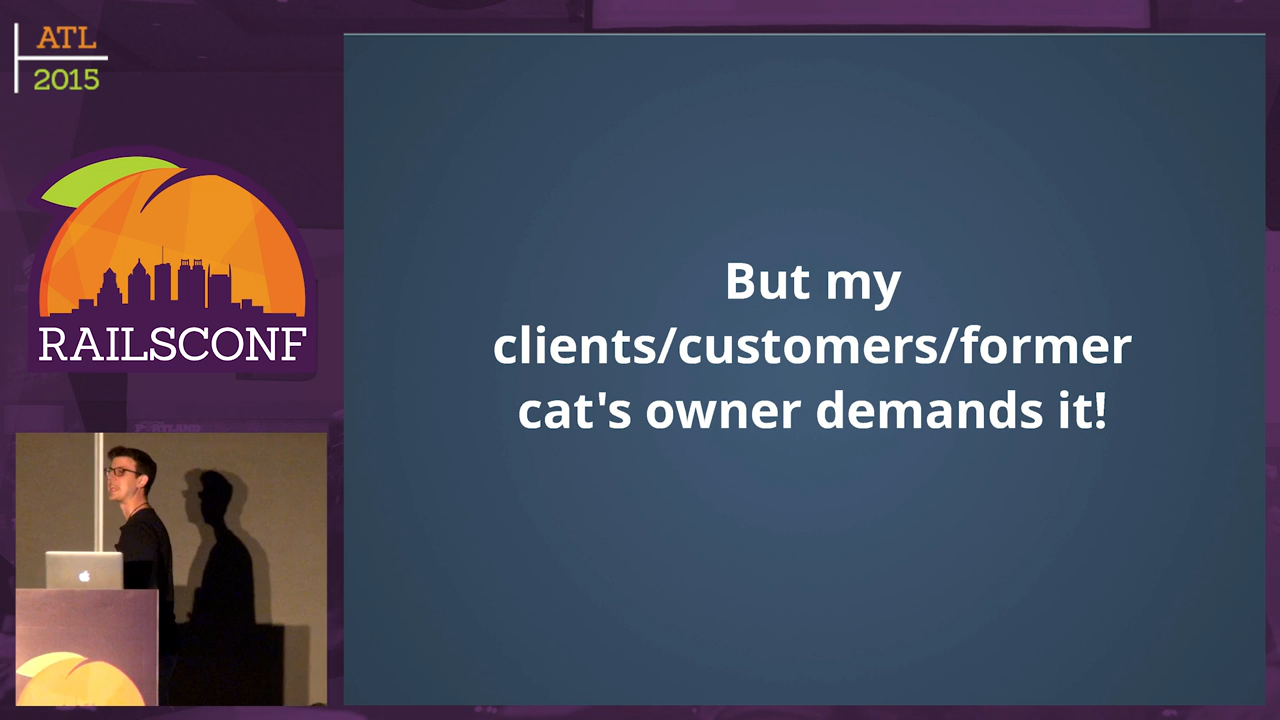 ATL
2015
RAILSCONF
But my
clients/customers/former
cat's owner demands it!